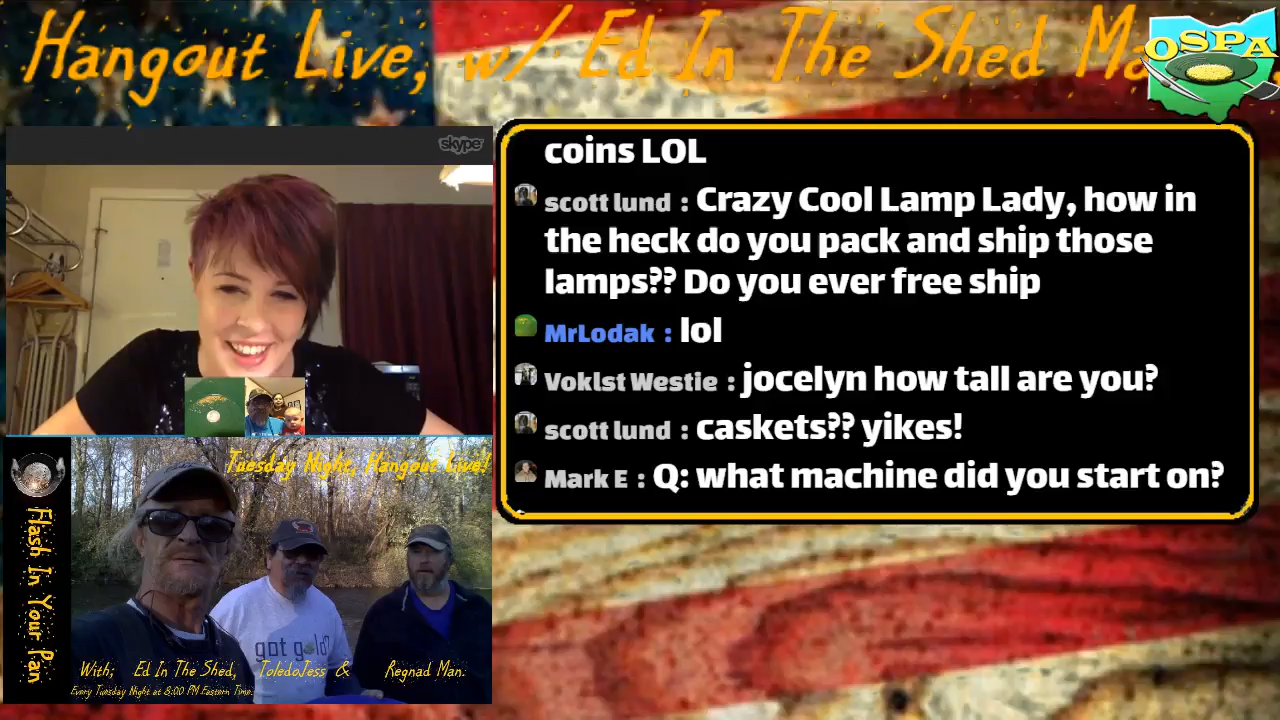 Hangout Live, w/ Ed In The Shed Ma
OSPA
skype
coins LOL
scott lund : Crazy Cool Lamp Lady, how in
the heck do you pack and ship those
lamps?? Do you ever free ship
MrLodak : lol
Voklst Westie : jocelyn how tall are you?
scott lund : caskets?? yikes!
Mark E : Q: what machine did you start on?
Tuesday Night, Hangout Live!
Flash In Your Pan
got gold?
With; Ed In The Shed, ToledoJess & Regnad Man.
Every Tuesday Night at 8:00 PM Eastern Time.